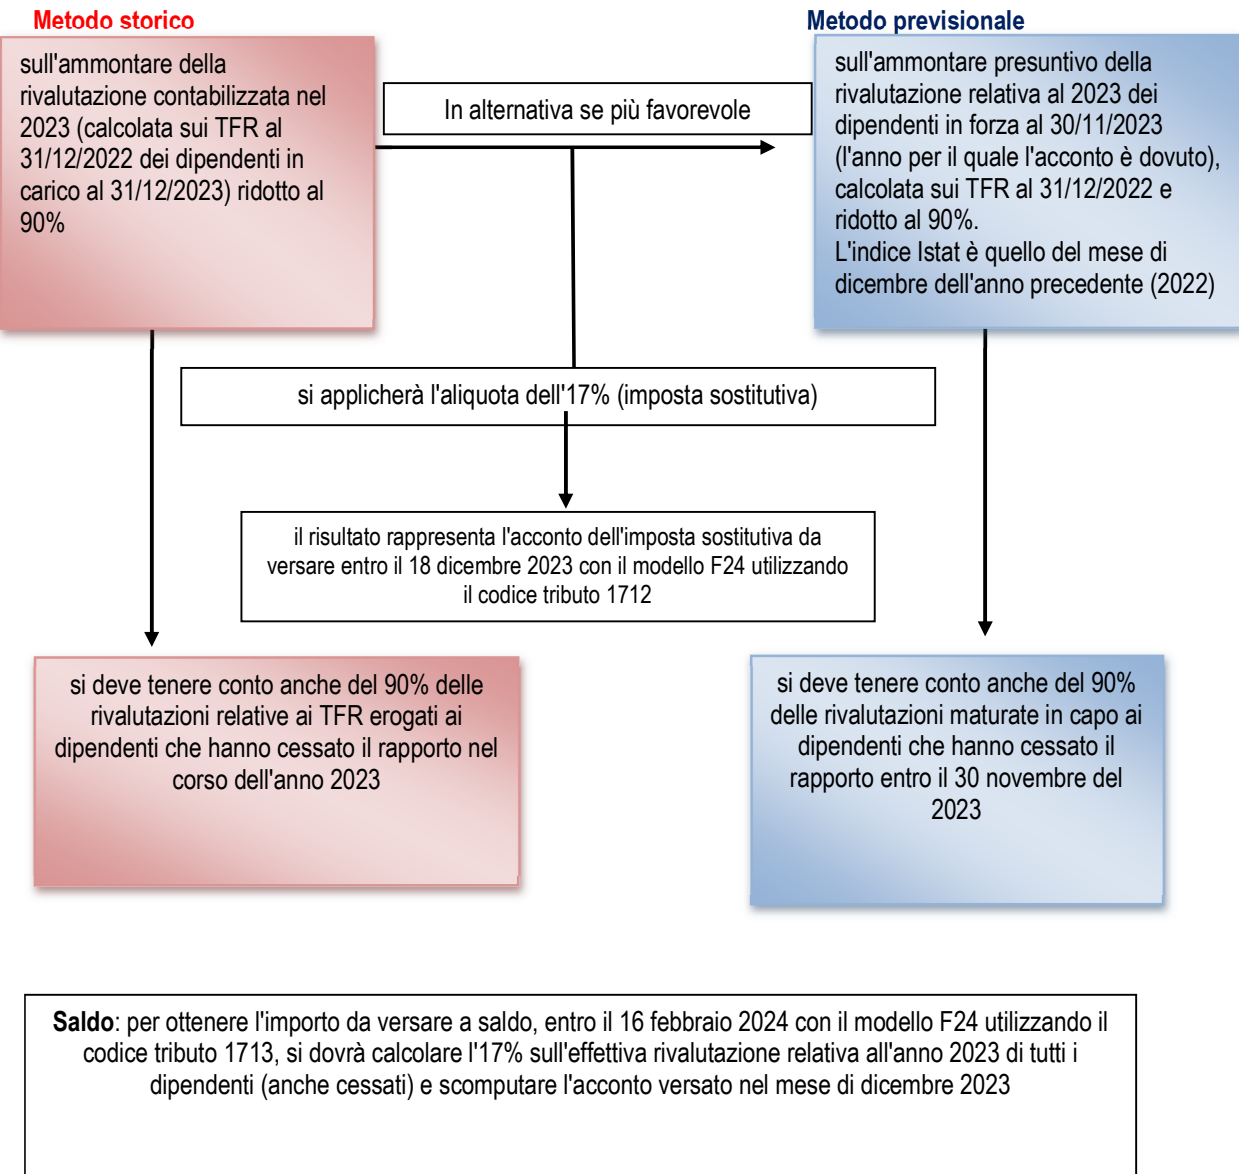 Metodo storico
sull'ammontare della
rivalutazione contabilizzata nel
2023 (calcolata sui TFR al
31/12/2022 dei dipendenti in
carico al 31/12/2023) ridotto al
90%
In alternativa se più favorevole
Metodo previsionale
sull'ammontare presuntivo della
rivalutazione relativa al 2023 dei
dipendenti in forza al 30/11/2023
(l'anno per il quale l'acconto è dovuto),
calcolata sui TFR al 31/12/2022 e
ridotto al 90%.
L'indice Istat è quello del mese di
dicembre dell'anno precedente (2022)
si applicherà l'aliquota dell'17% (imposta sostitutiva)
il risultato rappresenta l'acconto dell'imposta sostitutiva da
versare entro il 18 dicembre 2023 con il modello F24 utilizzando
il codice tributo 1712
si deve tenere conto anche del 90% delle
rivalutazioni relative ai TFR erogati ai
dipendenti che hanno cessato il rapporto nel
corso dell'anno 2023
si deve tenere conto anche del 90%
delle rivalutazioni maturate in capo ai
dipendenti che hanno cessato il
rapporto entro il 30 novembre del
2023
Saldo: per ottenere l'importo da versare a saldo, entro il 16 febbraio 2024 con il modello F24 utilizzando il
codice tributo 1713, si dovrà calcolare l'17% sull'effettiva rivalutazione relativa all'anno 2023 di tutti i
dipendenti (anche cessati) e scomputare l'acconto versato nel mese di dicembre 2023